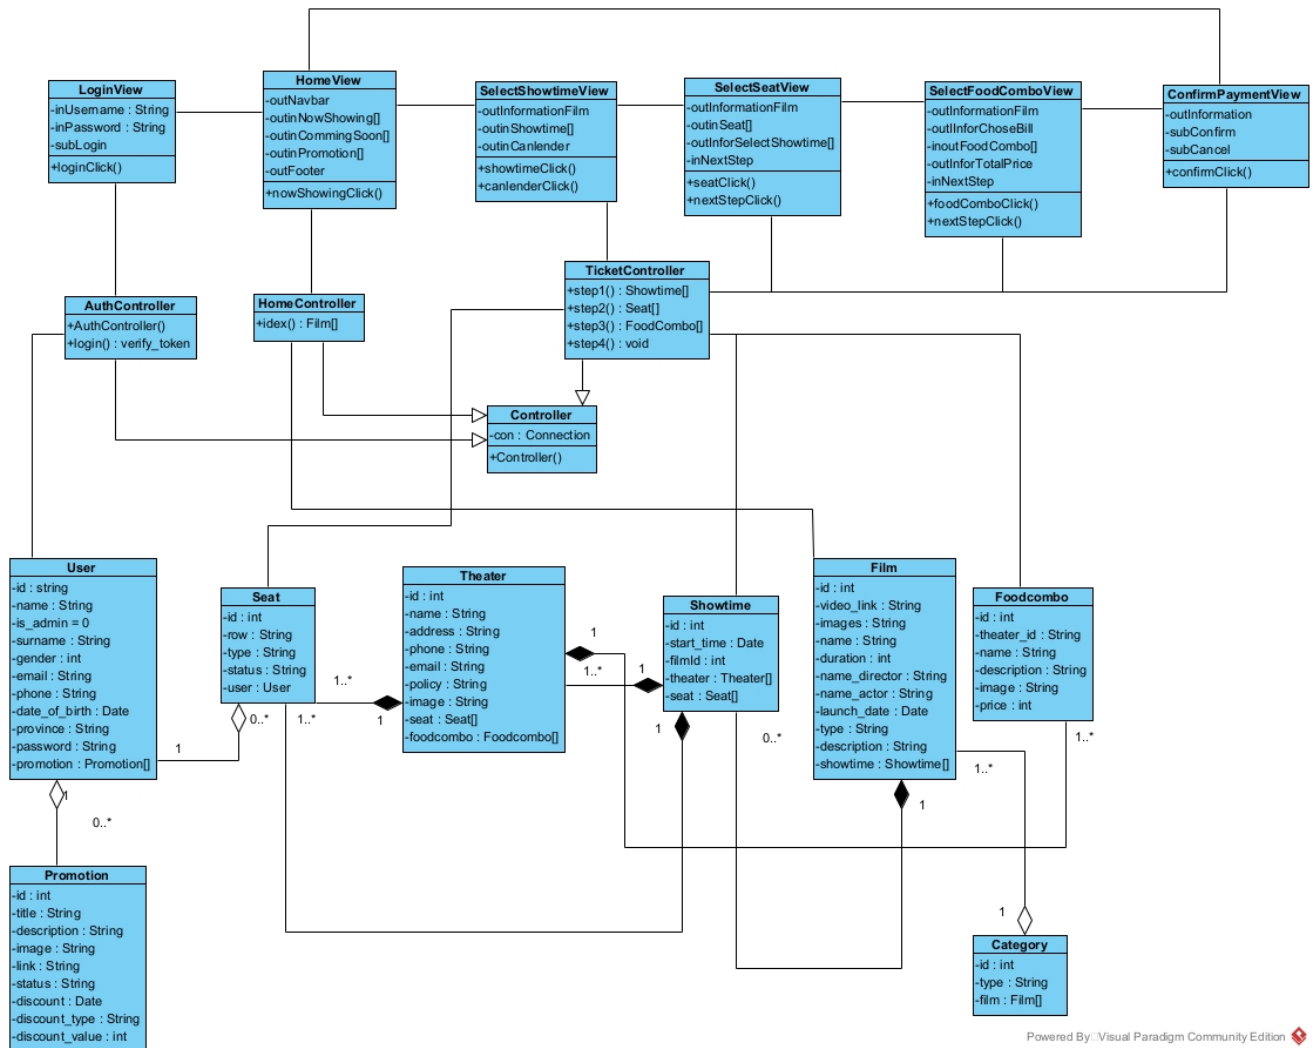 LoginView
-inUsername : String
-inPassword : String
-subLogin
+loginClick()
HomeView
-outNavbar
-outinNowShowing[]
-outinCommingSoon[]
-outinPromotion[]
-outFooter
+nowShowingClick()
SelectShowtimeView
-outInformationFilm
-outinShowtime[]
-outinCanlender
+showtimeClick()
+canlenderClick()
SelectSeatView
-outInformationFilm
-outinSeat[]
-outInforSelectShowtime[]
-inNextStep
+seatClick()
+nextStepClick()
SelectFoodComboView
-outInformationFilm
-outIInforChoseBill
-inoutFoodCombo[]
-outInforTotalPrice
-inNextStep
+foodComboClick()
+nextStepClick()
ConfirmPaymentView
-outInformation
-subConfirm
-subCancel
+confirmClick()
AuthController
+AuthController()
+login() : verify_token
HomeController
+idex() : Film[]
TicketController
+step1() : Showtime[]
+step2() : Seat[]
+step3() : FoodCombo[]
+step4() : void
Controller
-con : Connection
+Controller()
User
-id : string
-name : String
-is_admin = 0
-surname : String
-gender : int
-email : String
-phone : String
-date_of_birth : Date
-province : String
-password : String
-promotion : Promotion[]
Seat
-id : int
-row : String
-type : String
-status : String
-user : User
Theater
-id : int
-name : String
-address : String
-phone : String
-email : String
-policy : String
-image : String
-seat : Seat[]
-foodcombo : Foodcombo[]
Showtime
-id : int
-start_time : Date
-filmId : int
-theater : Theater[]
-seat : Seat[]
Film
-id : int
-video_link : String
-images : String
-name : String
-duration : int
-name_director : String
-name_actor : String
-launch_date : Date
-type : String
-description : String
-showtime : Showtime[]
Foodcombo
-id : int
-theater_id : String
-name : String
-description : String
-image : String
-price : int
1
1..*
1
1..*
1
0..*
1..*
1
1
0..*
1..*
1..*
1
1
0..*
1
Promotion
-id : int
-title : String
-description : String
-image : String
-link : String
-status : String
-discount : Date
-discount_type : String
-discount_value : int
Category
-id : int
-type : String
-film : Film[]
Powered By Visual Paradigm Community Edition